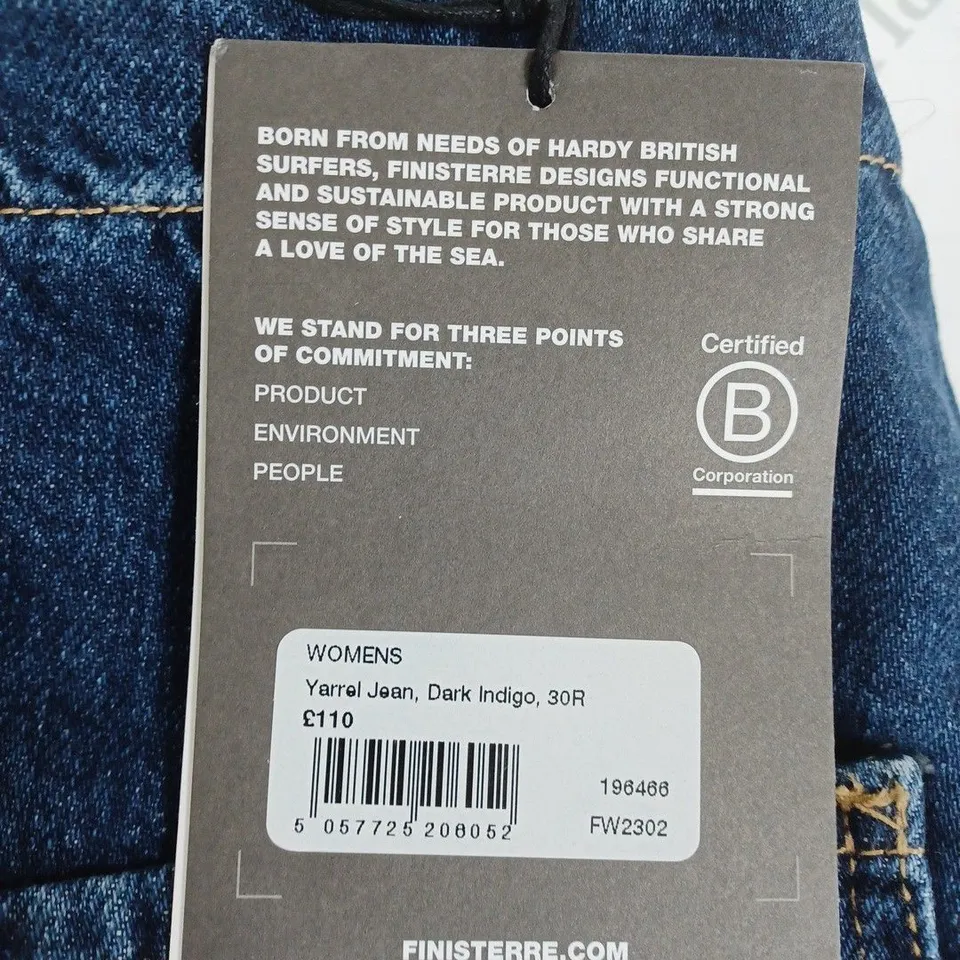 BORN FROM NEEDS OF HARDY BRITISH
SURFERS, FINISTERRE DESIGNS FUNCTIONAL
AND SUSTAINABLE PRODUCT WITH A STRONG
SENSE OF STYLE FOR THOSE WHO SHARE
A LOVE OF THE SEA.
WE STAND FOR THREE POINTS
OF COMMITMENT:
PRODUCT
ENVIRONMENT
PEOPLE
Certified
B
Corporation
WOMENS
Yarrel Jean, Dark Indigo, 30R
£110
196466
5 057725 206052
FW2302
FINISTERRE.COM